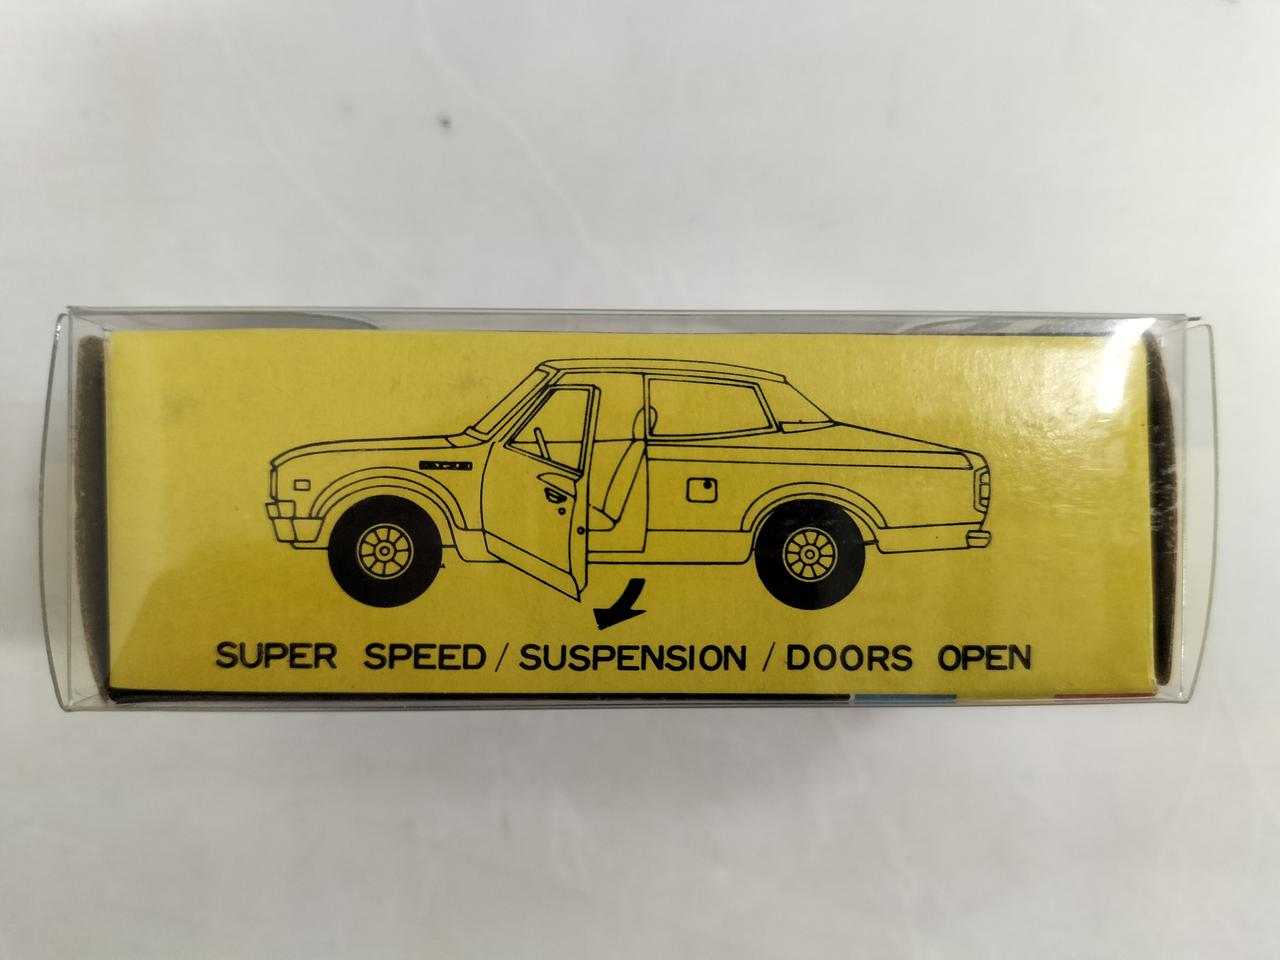 SUPER SPEED / SUSPENSION / DOORS OPEN